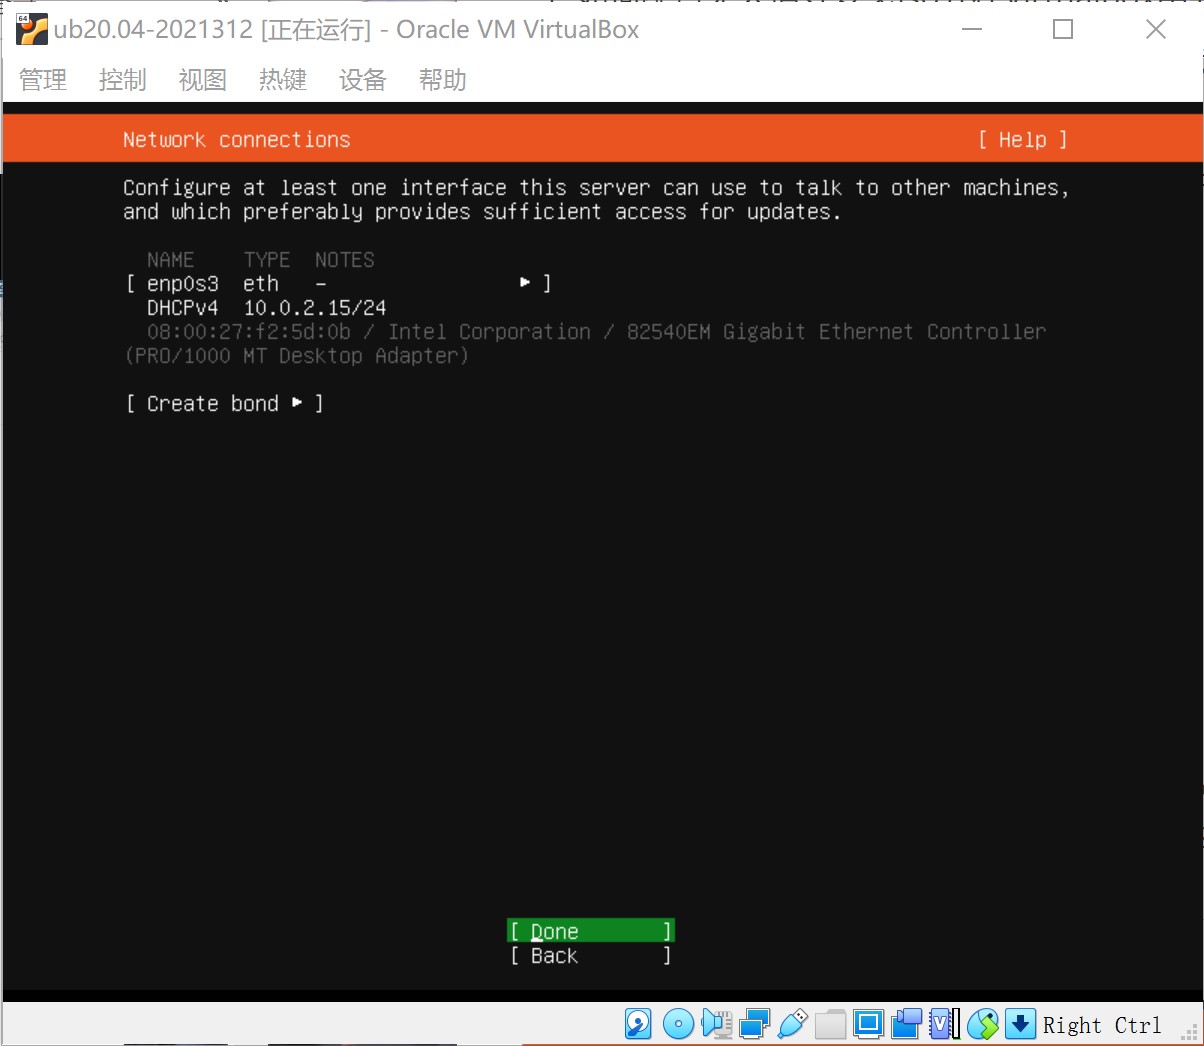 ub20.04-2021312 [正在运行] - Oracle VM VirtualBox
管理 控制 视图 热键 设备 帮助
Network connections [ Help ]
Configure at least one interface this server can use to talk to other machines,
and which preferably provides sufficient access for updates.
NAME TYPE NOTES
[ enp0s3 eth - ▸ ]
DHCPv4 10.0.2.15/24
08:00:27:f2:5d:0b / Intel Corporation / 82540EM Gigabit Ethernet Controller
(PRO/1000 MT Desktop Adapter)
[ Create bond ▸ ]
[ Done ]
[ Back ]
Right Ctrl